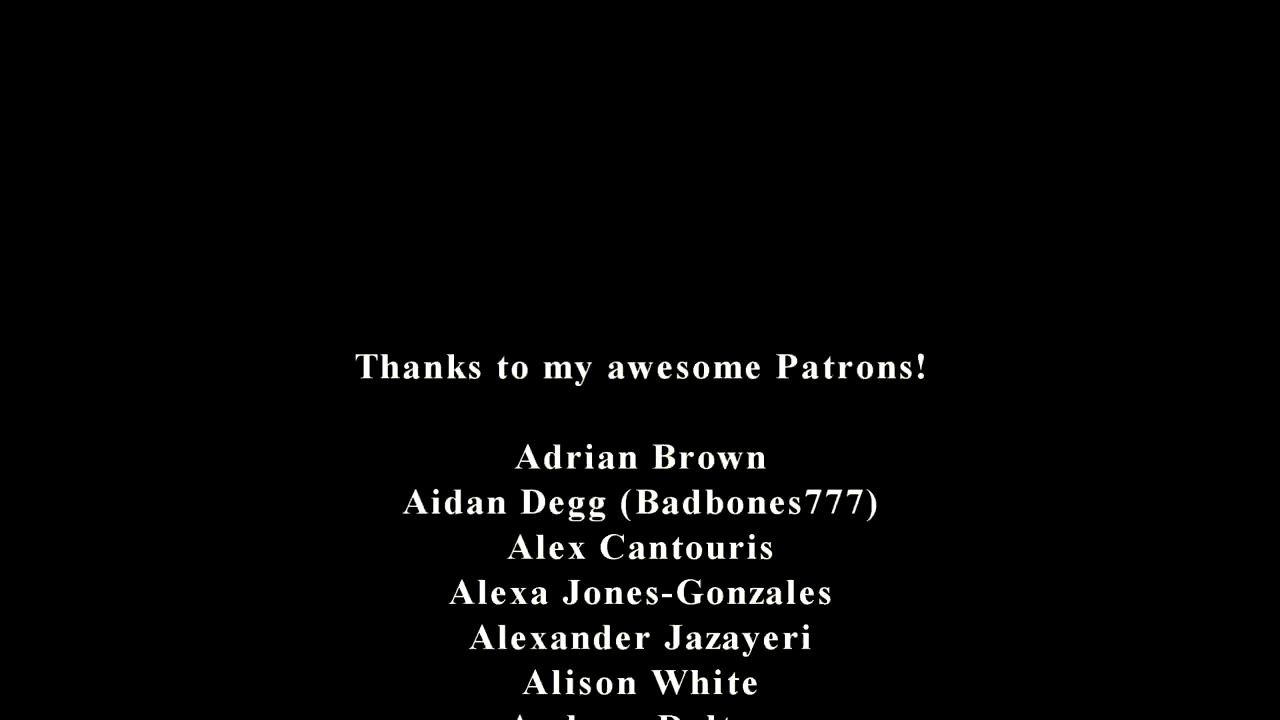 Thanks to my awesome Patrons!
Adrian Brown
Aidan Degg (Badbones777)
Alex Cantouris
Alexa Jones-Gonzales
Alexander Jazayeri
Alison White